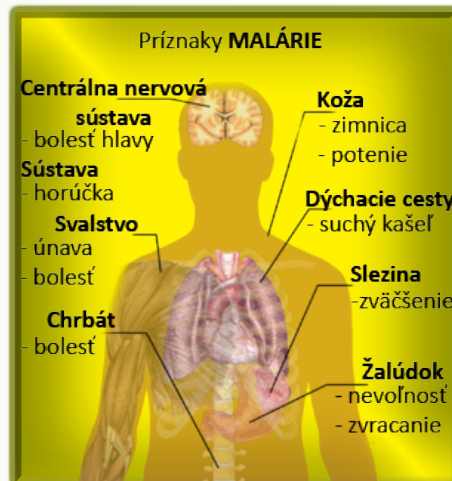 Príznaky MALÁRIE
Centrálna nervová
sústava
- bolesť hlavy
Sústava
- horúčka
Svalstvo
- únava
- bolesť
Chrbát
- bolesť
Koža
- zimnica
- potenie
Dýchacie cesty
- suchý kašeľ
Slezina
-zväčšenie
Žalúdok
- nevoľnosť
- zvracanie